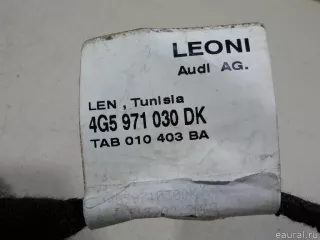 LEONI
Audi AG.
LEN , Tunisia
4G5 971 030 DK
TAB 010 403 BA
eaural.ru